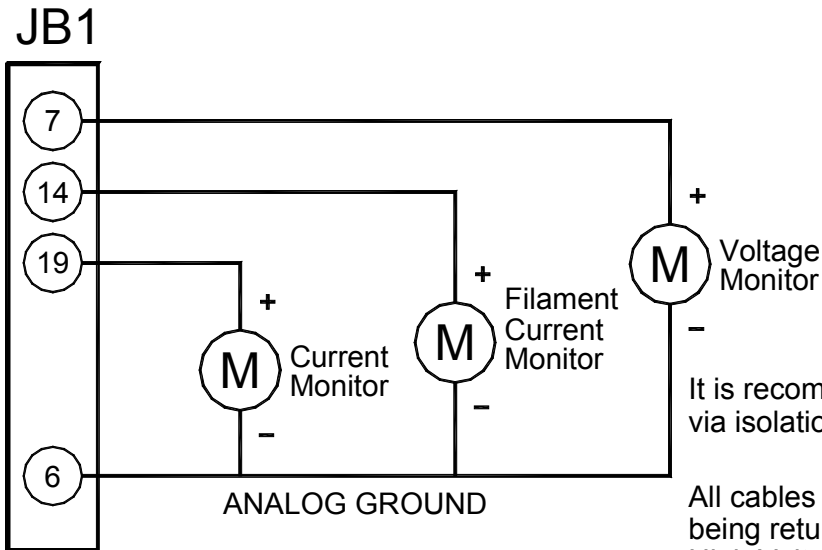 JB1
7
14
19
6
+
M
Current
Monitor
–
+
M
Filament
Current
Monitor
–
+
M
Voltage
Monitor
–
ANALOG GROUND
It is recom
via isolatio
All cables
being retu